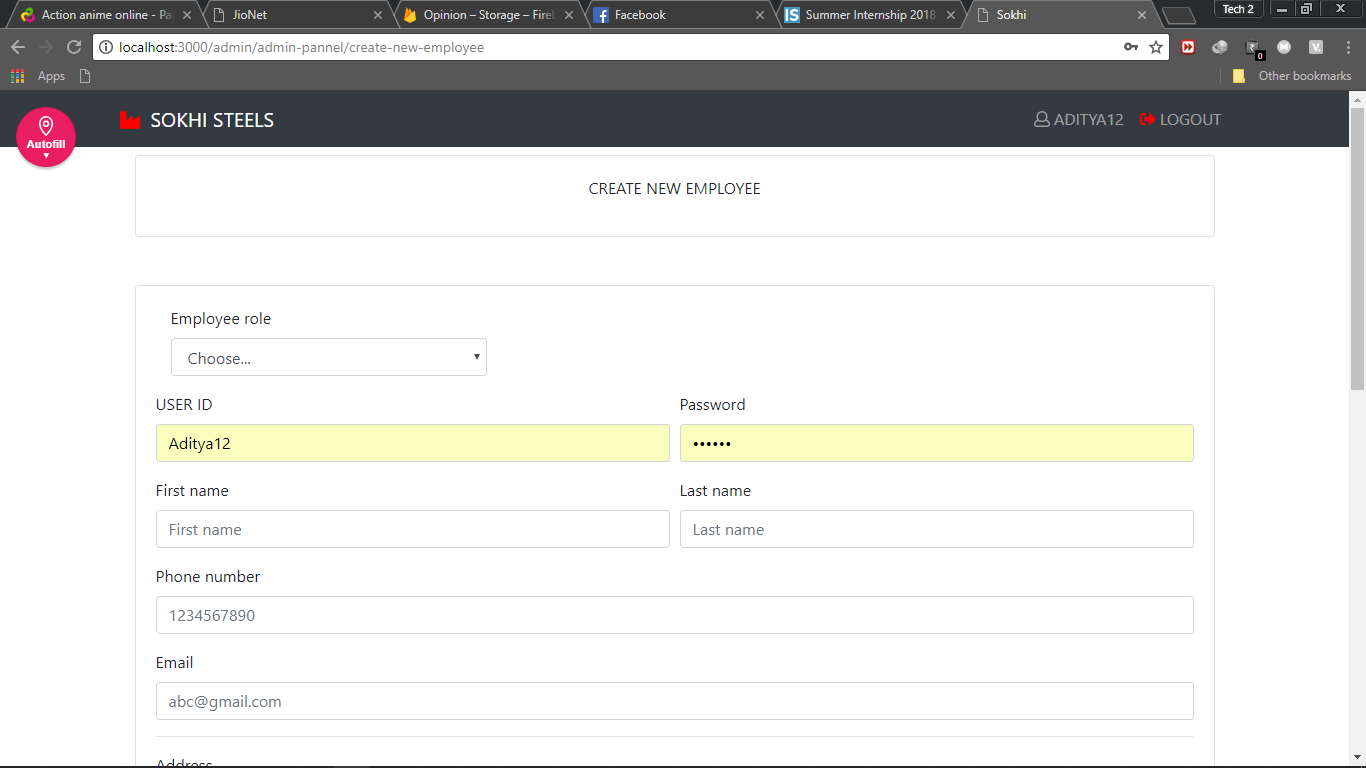 Action anime online - Pa
JioNet
Opinion – Storage – Fire
Facebook
Summer Internship 2018
Sokhi
Tech 2
localhost:3000/admin/admin-pannel/create-new-employee
0
V.
Apps
Other bookmarks
Autofill
SOKHI STEELS
ADITYA12
LOGOUT
CREATE NEW EMPLOYEE
Employee role
Choose...
USER ID
Password
Aditya12
••••••
First name
Last name
First name
Last name
Phone number
1234567890
Email
abc@gmail.com
Address